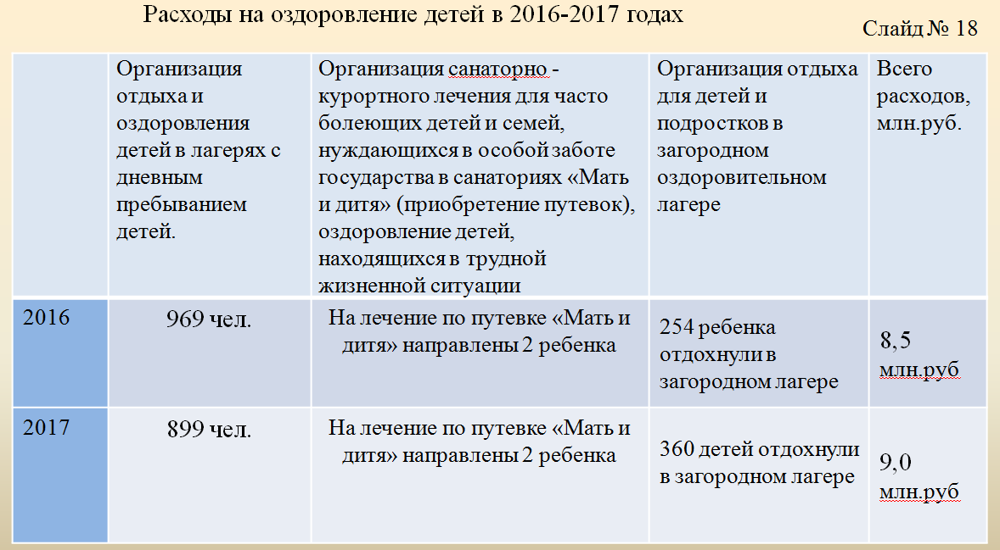 Расходы на оздоровление детей в 2016-2017 годах
Слайд № 18
Организация
отдыха и
оздоровления
детей в лагерях с
дневным
пребыванием
детей.
Организация санаторно -
курортного лечения для часто
болеющих детей и семей,
нуждающихся в особой заботе
государства в санаториях «Мать
и дитя» (приобретение путевок),
оздоровление детей,
находящихся в трудной
жизненной ситуации
Организация отдыха
для детей и
подростков в
загородном
оздоровительном
лагере
Всего
расходов,
млн.руб.
2016
969 чел.
На лечение по путевке «Мать и
дитя» направлены 2 ребенка
254 ребенка
отдохнули в
загородном лагере
8,5
млн.руб
2017
899 чел.
На лечение по путевке «Мать и
дитя» направлены 2 ребенка
360 детей отдохнули
в загородном лагере
9,0
млн.руб